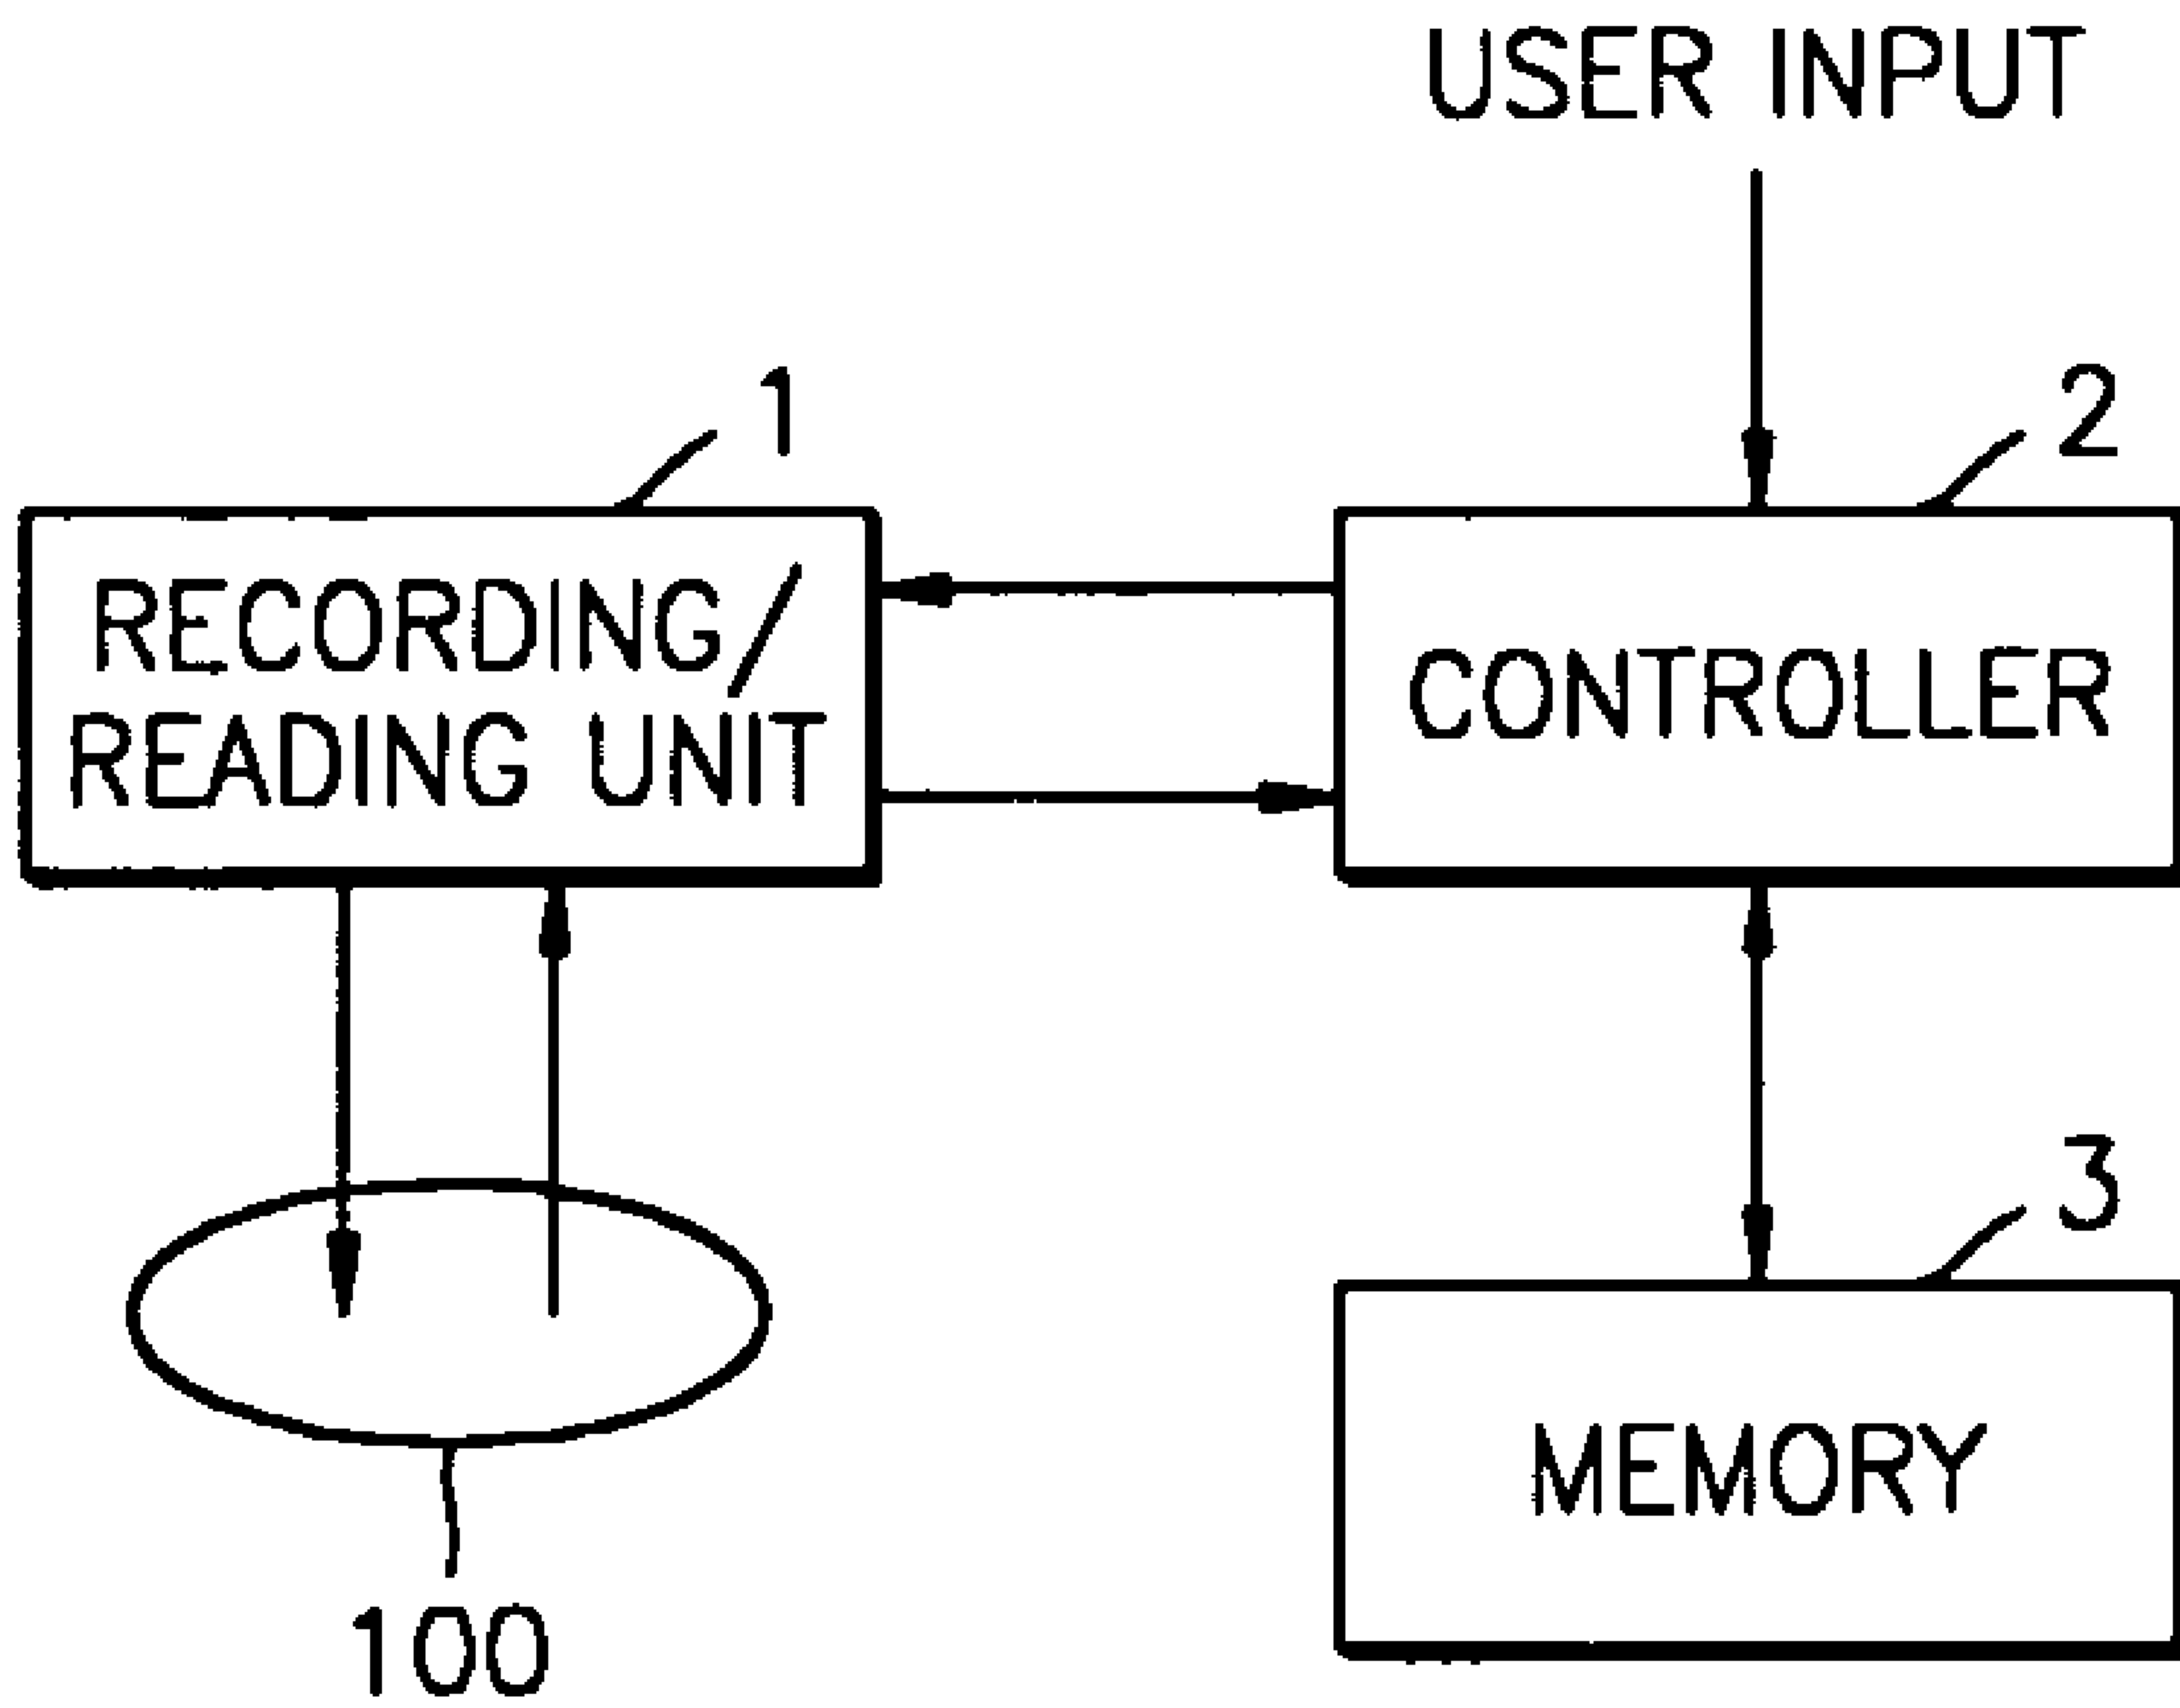 USER INPUT
1
2
RECORDING/
READING UNIT
CONTROLLER
3
MEMORY
100